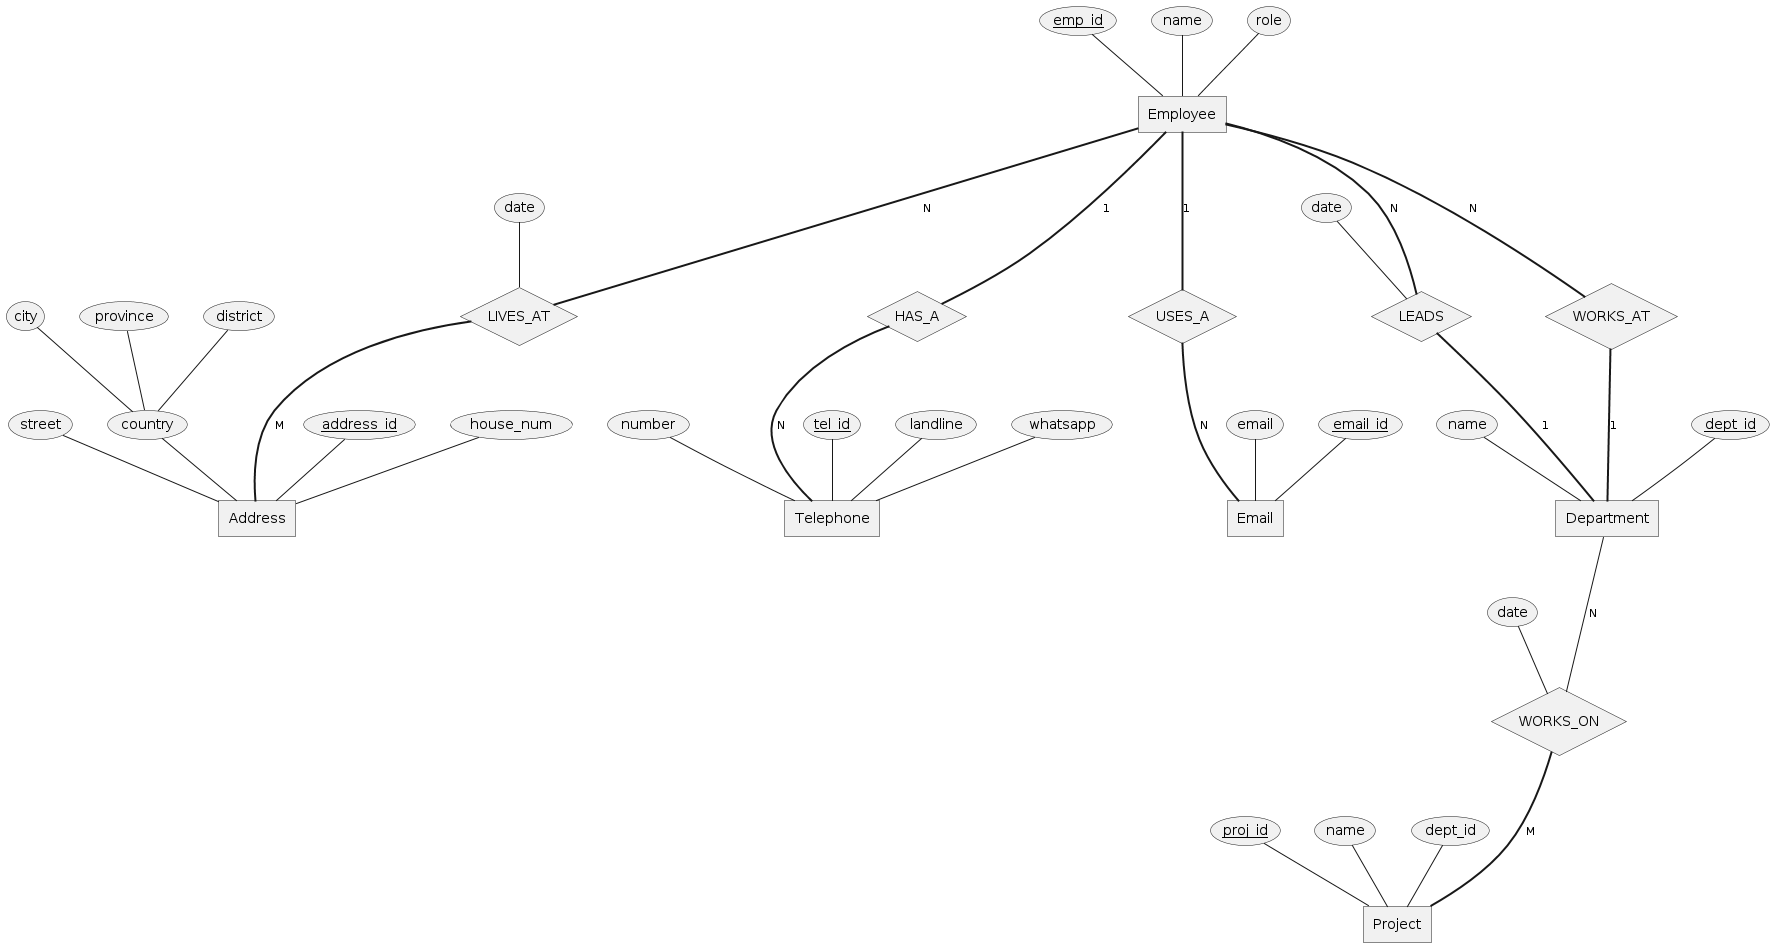 emp_id
name
role
Employee
date
N
1
1
date
N
N
city
province
district
LIVES_AT
HAS_A
USES_A
LEADS
WORKS_AT
street
country
M
address_id
house_num
number
N
tel_id
landline
whatsapp
N
email
email_id
name
1
1
dept_id
Address
Telephone
Email
Department
date
N
WORKS_ON
proj_id
name
dept_id
M
Project